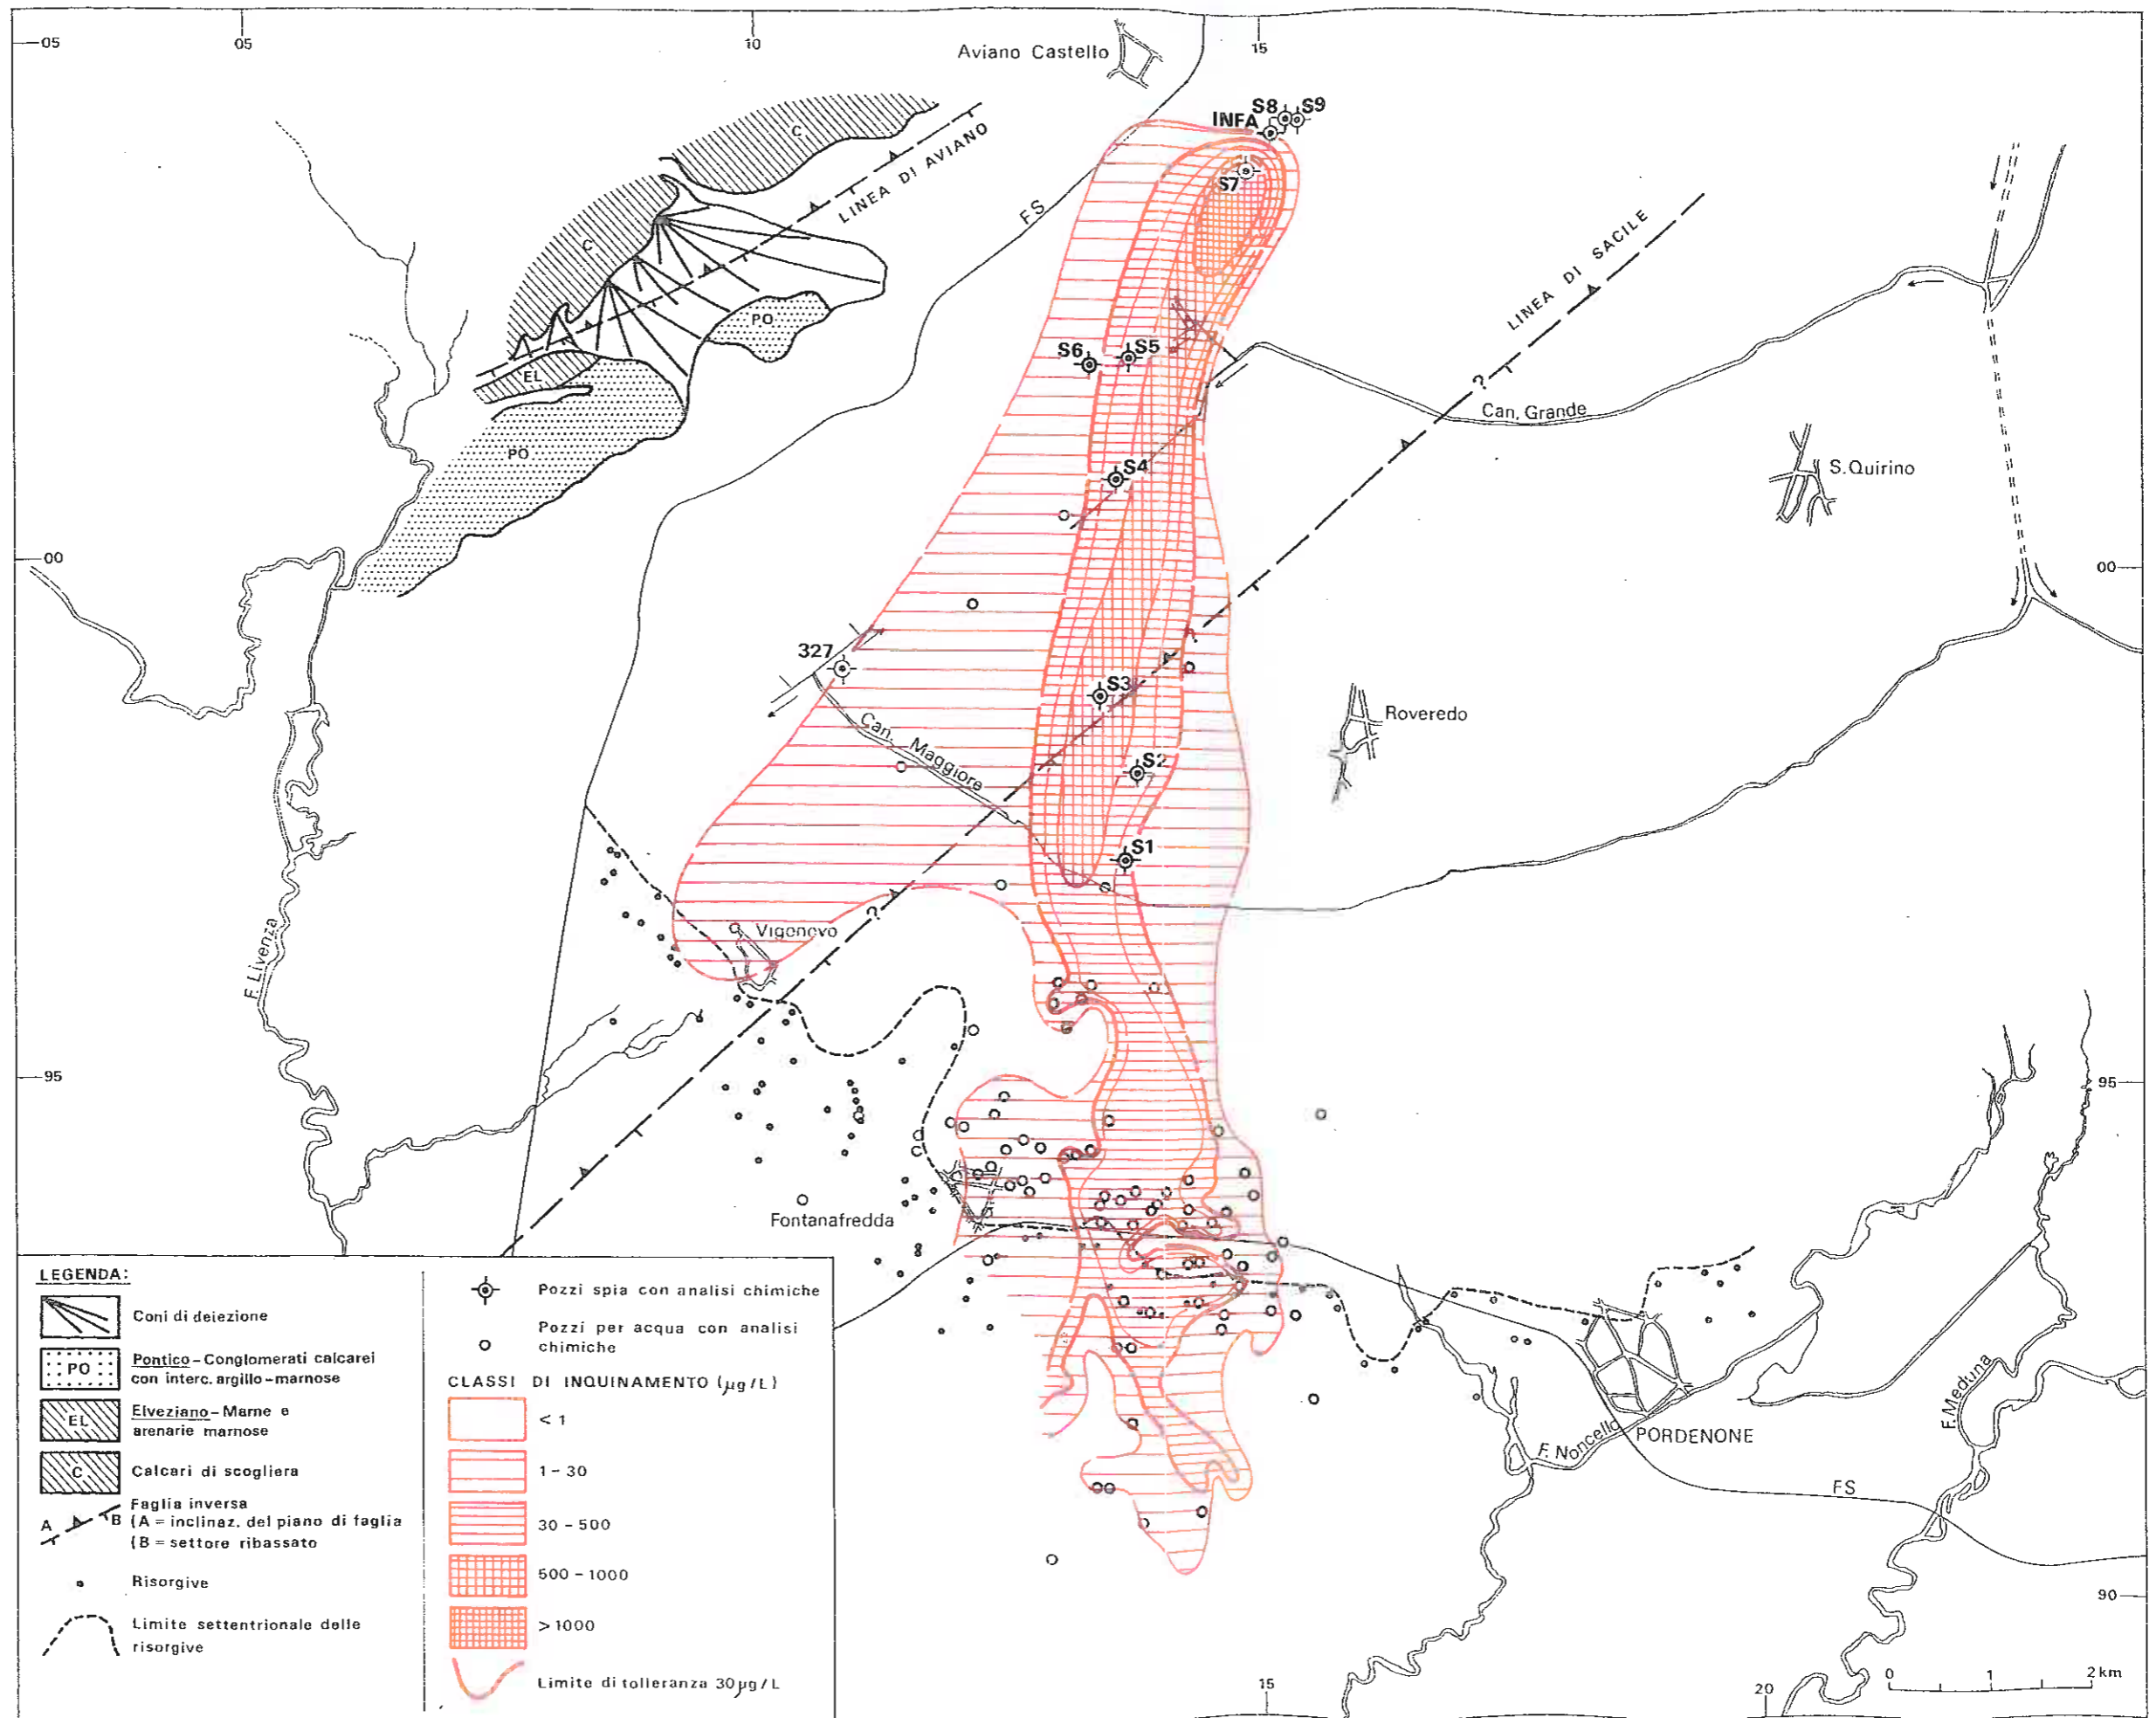 05
10
15
05
Aviano Castello
S8
S9
INFA
C
LINEA DI AVIANO
S7
FS
C
LINEA DI SACILE
PO
S6
S5
EL
?
Can. Grande
PO
S4
S. Quirino
00
00
327
S3
Roveredo
Can. Maggiore
S2
S1
?
Vigonovo
F. Livenza
95
95
Fontanafredda
F. Meduna
F. Noncello
PORDENONE
FS
90
15
20
0 1 2 km
LEGENDA:
Coni di deiezione
PO
Pontico - Conglomerati calcarei
con interc. argillo-marnose
EL
Elveziano - Marne e
arenarie marnose
C
Calcari di scogliera
Faglia inversa
A B (A = inclinaz. del piano di faglia
(B = settore ribassato
Risorgive
Limite settentrionale delle
risorgive
Pozzi spia con analisi chimiche
Pozzi per acqua con analisi
chimiche
CLASSI DI INQUINAMENTO (µg/L)
< 1
1 - 30
30 - 500
500 - 1000
> 1000
Limite di tolleranza 30 µg/L